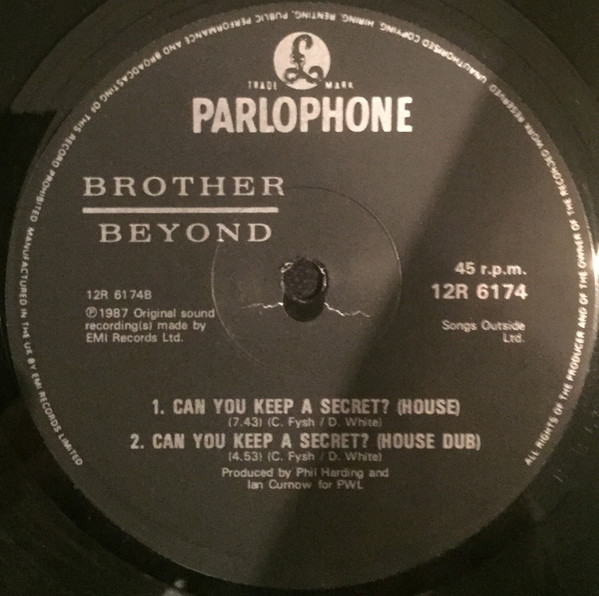 TRADE MARK
PARLOPHONE
BROTHER
BEYOND
12R 6174B
Ⓟ1987 Original sound
recording(s) made by
EMI Records Ltd.
45 r.p.m.
12R 6174
Songs Outside
Ltd.
1. CAN YOU KEEP A SECRET? (HOUSE)
(7.43) (C. Fysh / D. White)
2. CAN YOU KEEP A SECRET? (HOUSE DUB)
(4.53) (C. Fysh / D. White)
Produced by Phil Harding and
Ian Curnow for PWL
ALL RIGHTS OF THE PRODUCER AND OF THE OWNER OF THE RECORDED WORK RESERVED UNAUTHORISED COPYING, HIRING, RENTING, PUBLIC PERFORMANCE AND BROADCASTING OF THIS RECORD PROHIBITED MANUFACTURED IN THE UK BY EMI RECORDS LIMITED